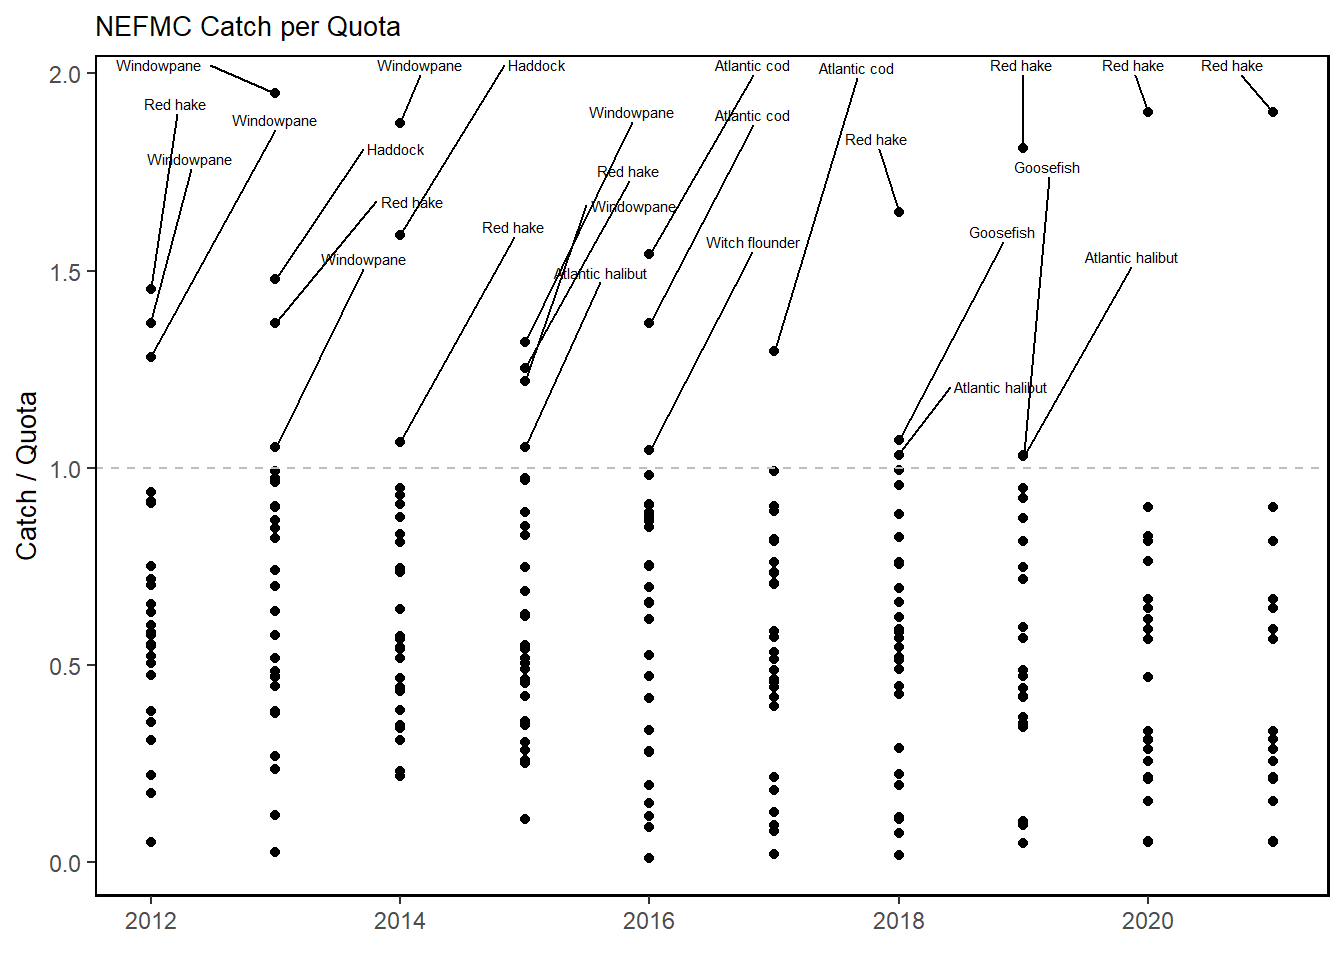 NEFMC Catch per Quota
Catch / Quota
2.0
1.5
1.0
0.5
0.0
Windowpane
Windowpane
Haddock
Atlantic cod
Atlantic cod
Red hake
Red hake
Red hake
Red hake
Windowpane
Windowpane
Atlantic cod
Windowpane
Haddock
Red hake
Goosefish
Red hake
Red hake
Windowpane
Red hake
Goosefish
Witch flounder
Windowpane
Atlantic halibut
Atlantic halibut
Atlantic halibut
2012
2014
2016
2018
2020